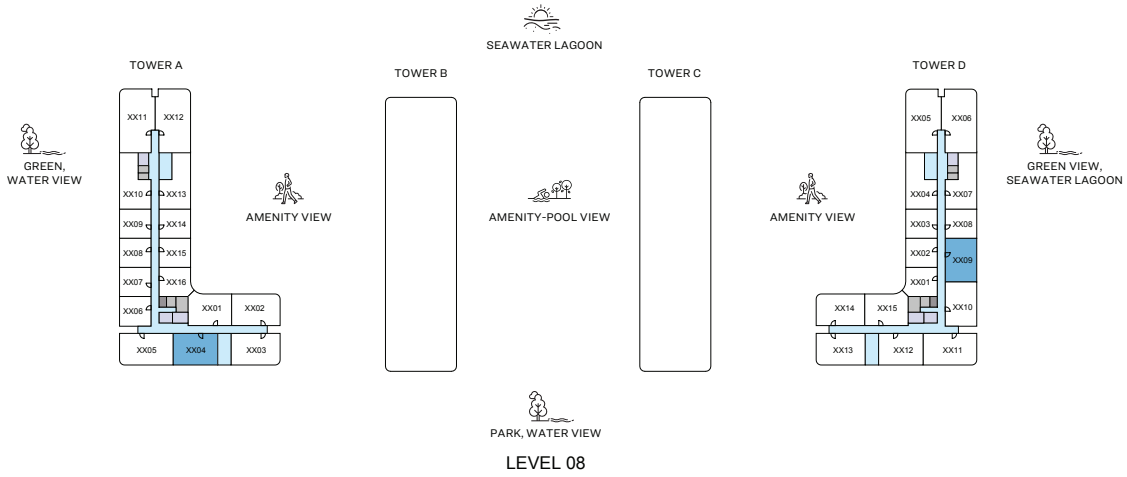 SEAWATER LAGOON
TOWER A
TOWER B
TOWER C
TOWER D
XX11 XX12
XX05 XX06
GREEN,
WATER VIEW
GREEN VIEW,
SEAWATER LAGOON
XX10 XX13
XX04 XX07
AMENITY VIEW
AMENITY-POOL VIEW
AMENITY VIEW
XX09 XX14
XX03 XX08
XX08 XX15
XX02 XX09
XX07 XX16
XX01
XX06 XX01 XX02
XX14 XX15 XX10
XX05 XX04 XX03
XX13 XX12 XX11
PARK, WATER VIEW
LEVEL 08